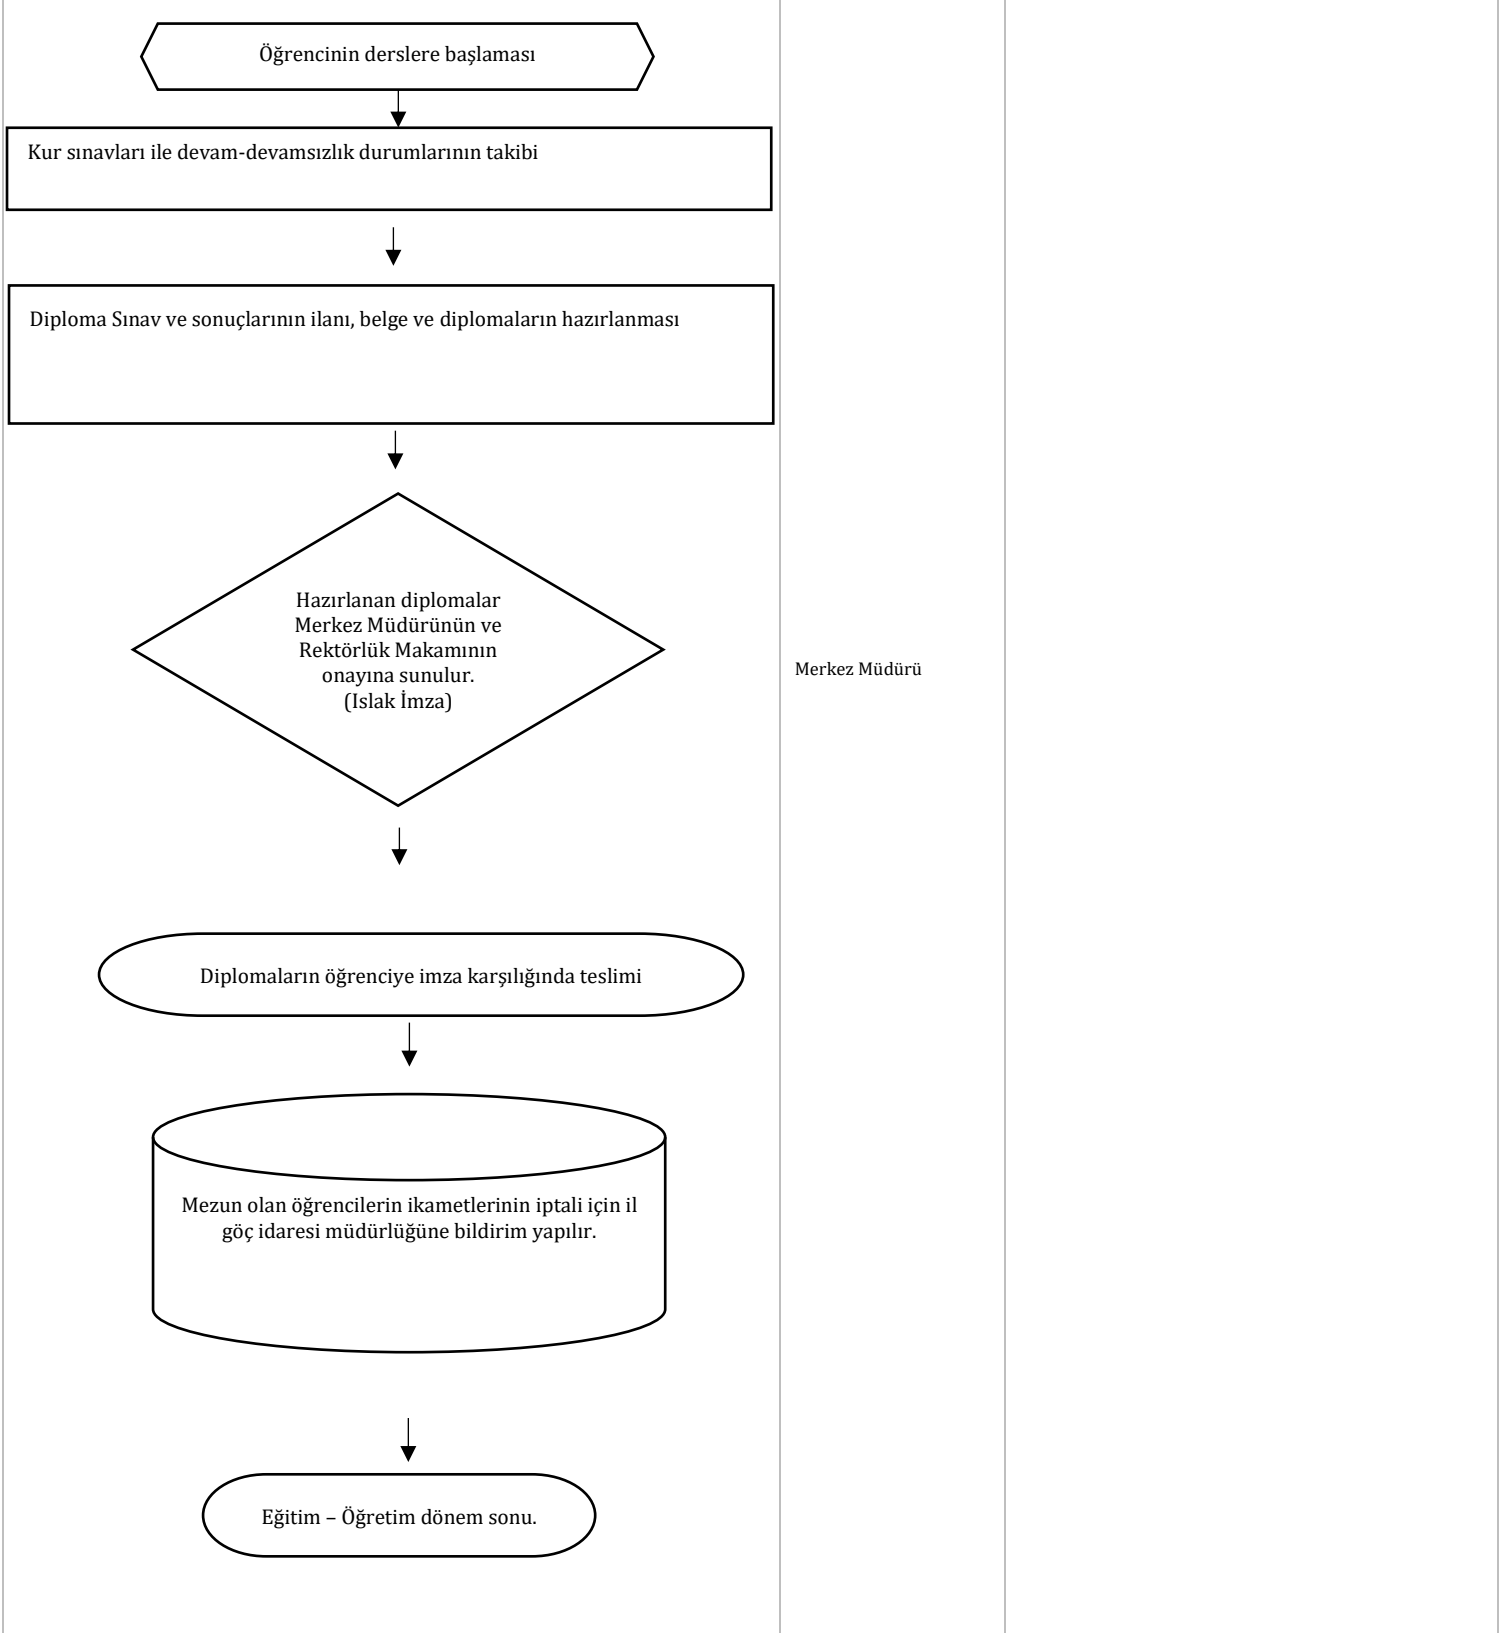 Öğrencinin derslere başlaması
Kur sınavları ile devam-devamsızlık durumlarının takibi
Diploma Sınav ve sonuçlarının ilanı, belge ve diplomaların hazırlanması
Hazırlanan diplomalar
Merkez Müdürünün ve
Rektörlük Makamının
onayına sunulur.
(Islak İmza)
Merkez Müdürü
Diplomaların öğrenciye imza karşılığında teslimi
Mezun olan öğrencilerin ikametlerinin iptali için il
göç idaresi müdürlüğüne bildirim yapılır.
Eğitim – Öğretim dönem sonu.